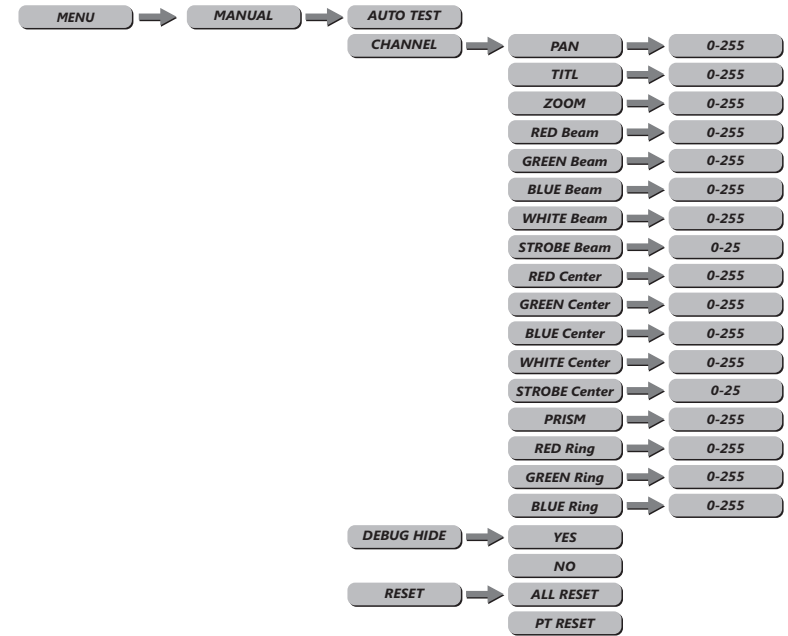 MENU MANUAL AUTO TEST
CHANNEL PAN 0-255
TITL 0-255
ZOOM 0-255
RED Beam 0-255
GREEN Beam 0-255
BLUE Beam 0-255
WHITE Beam 0-255
STROBE Beam 0-25
RED Center 0-255
GREEN Center 0-255
BLUE Center 0-255
WHITE Center 0-255
STROBE Center 0-25
PRISM 0-255
RED Ring 0-255
GREEN Ring 0-255
BLUE Ring 0-255
DEBUG HIDE YES
NO
RESET ALL RESET
PT RESET